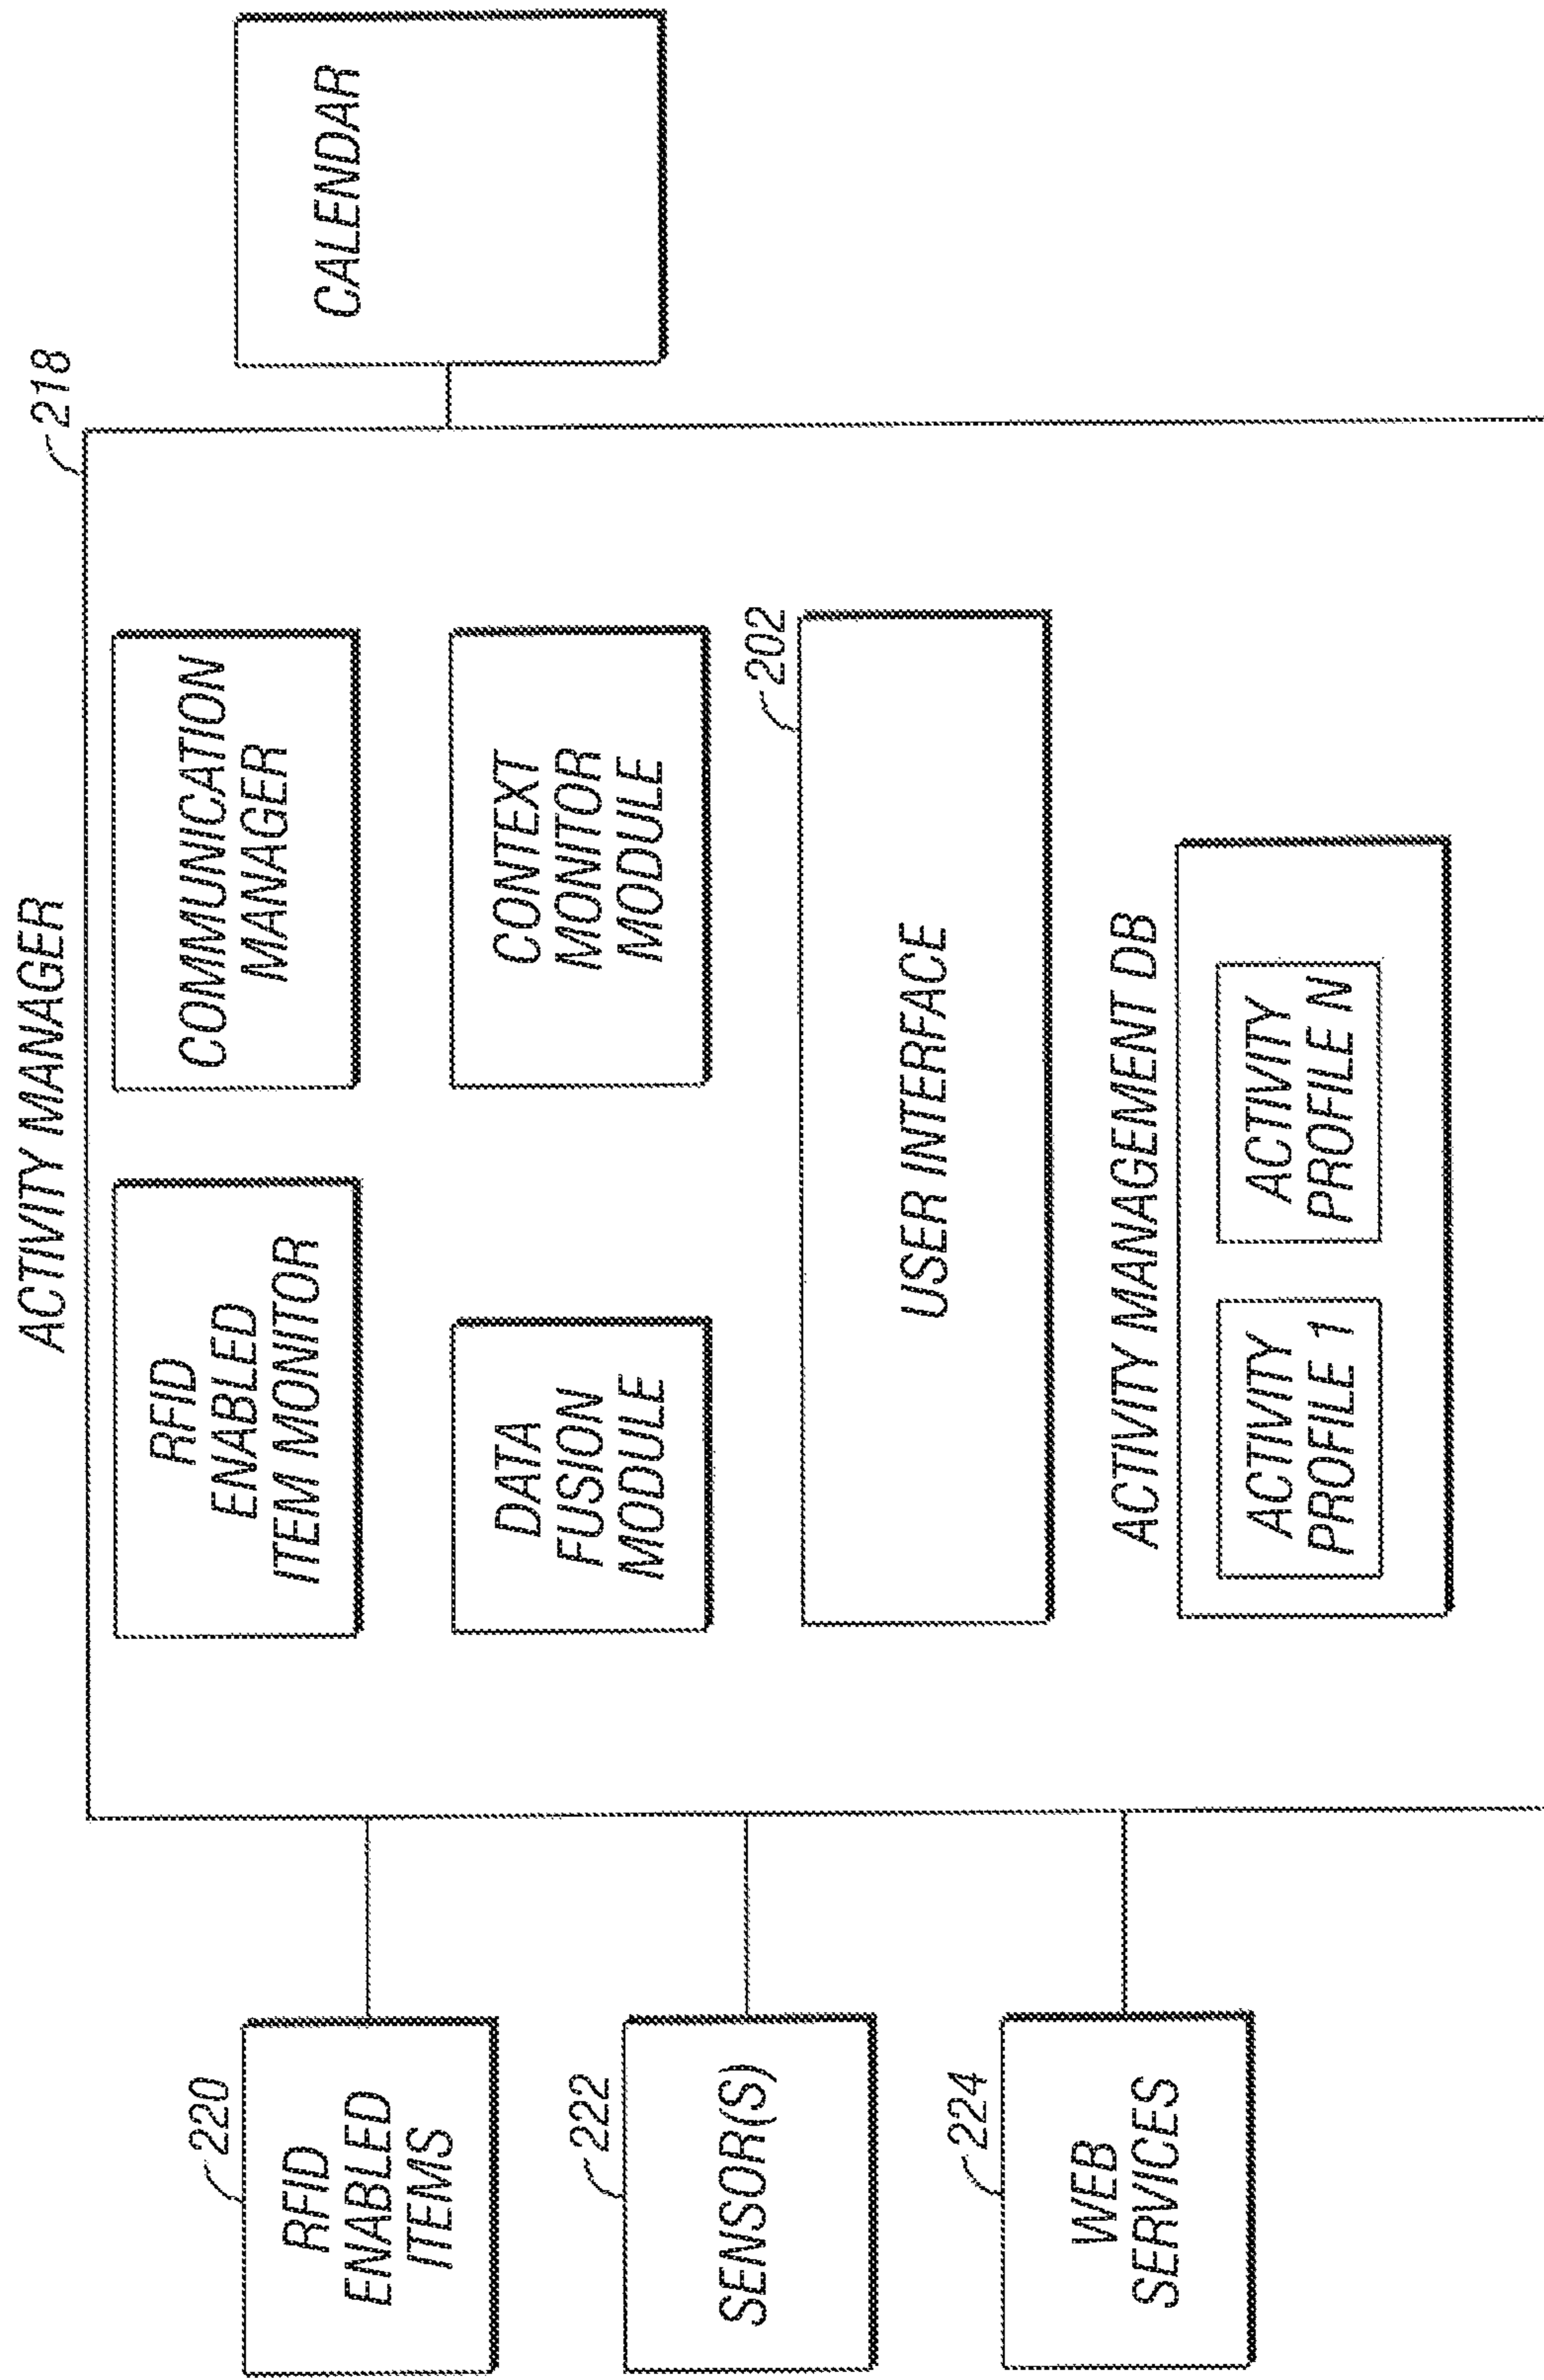 ACTIVITY MANAGER
218
RFID
ENABLED
ITEM MONITOR
COMMUNICATION
MANAGER
DATA
FUSION
MODULE
CONTEXT
MONITOR
MODULE
202
USER INTERFACE
ACTIVITY MANAGEMENT DB
ACTIVITY
PROFILE 1
ACTIVITY
PROFILE N
220
RFID
ENABLED
ITEMS
222
SENSOR(S)
224
WEB
SERVICES
CALENDAR